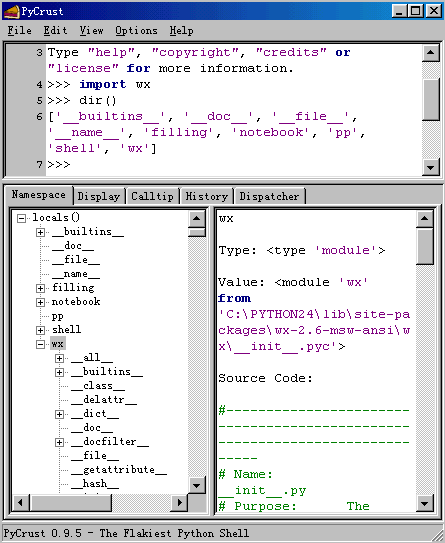 PyCrust
File Edit View Options Help
3 Type "help", "copyright", "credits" or
"license" for more information.
4 >>> import wx
5 >>> dir()
6 ['__builtins__', '__doc__', '__file__',
'__name__', 'filling', 'notebook', 'pp',
'shell', 'wx']
7 >>>
Namespace Display Calltip History Dispatcher
locals()
__builtins__
__doc__
__file__
__name__
filling
notebook
pp
shell
wx
__all__
__builtins__
__class__
__delattr__
__dict__
__doc__
__docfilter__
__file__
__getattribute__
__hash__
wx
Type: <type 'module'>
Value: <module 'wx'
from
'C:\PYTHON24\lib\site-pa
ckages\wx-2.6-msw-ansi\w
x\__init__.pyc'>
Source Code:
#-----------------------
------------------------
------------------------
-----
# Name:
__init__.py
# Purpose: The
PyCrust 0.9.5 - The Flakiest Python Shell